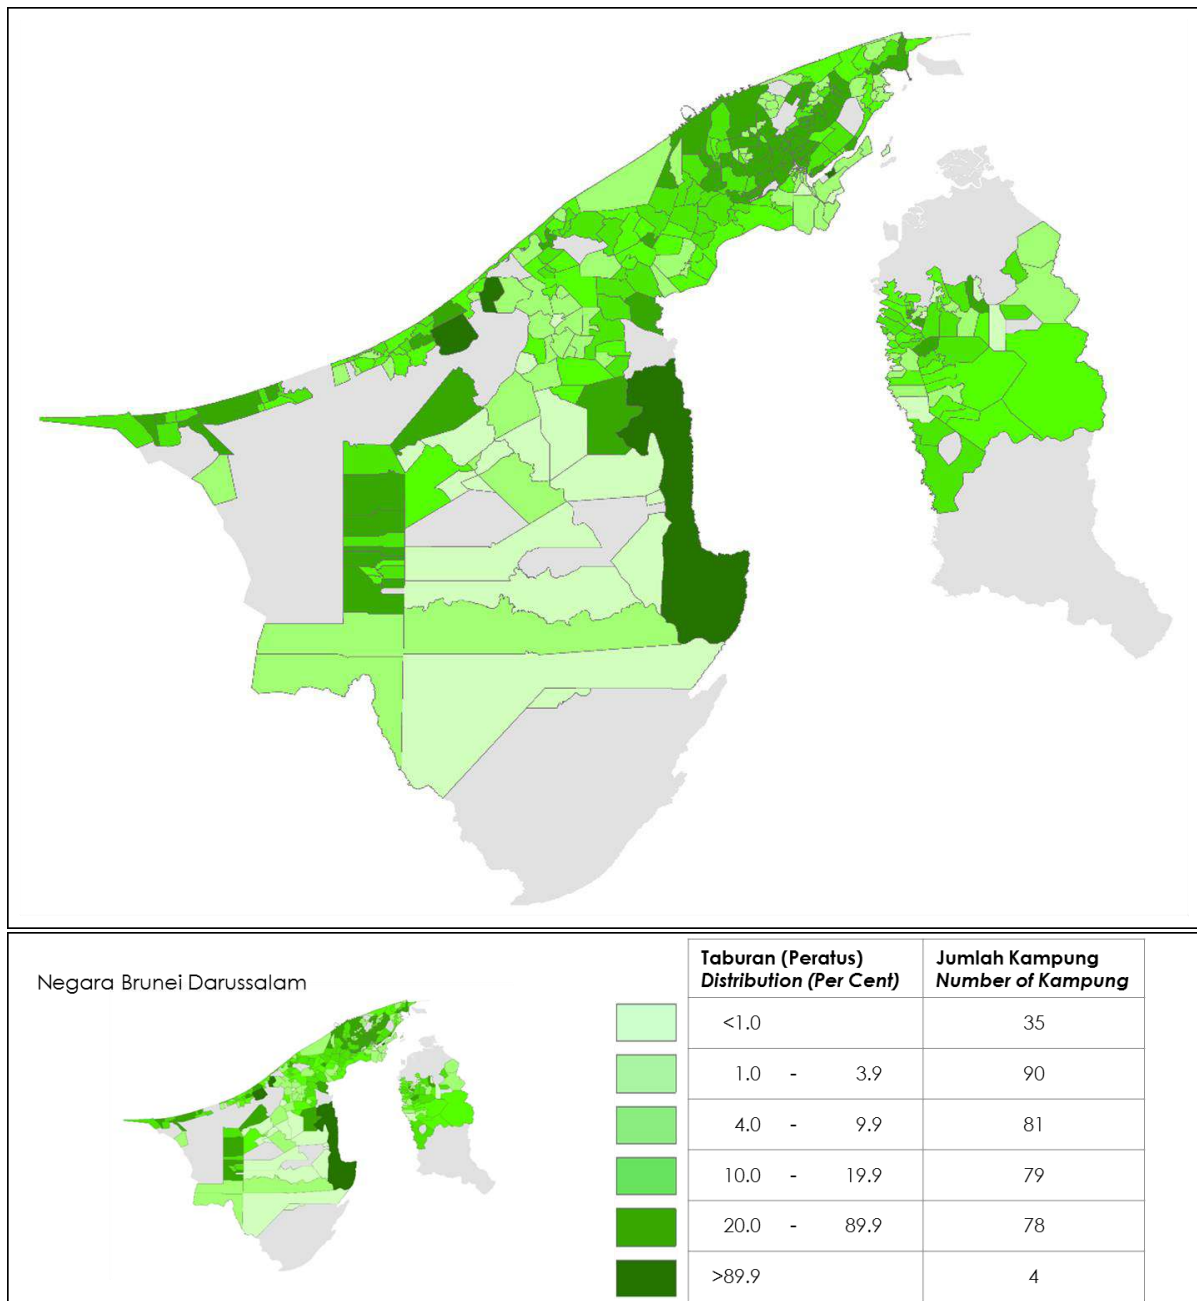 Negara Brunei Darussalam
Taburan (Peratus) Jumlah Kampung
Distribution (Per Cent) Number of Kampung
<1.0 35
1.0 - 3.9 90
4.0 - 9.9 81
10.0 - 19.9 79
20.0 - 89.9 78
>89.9 4